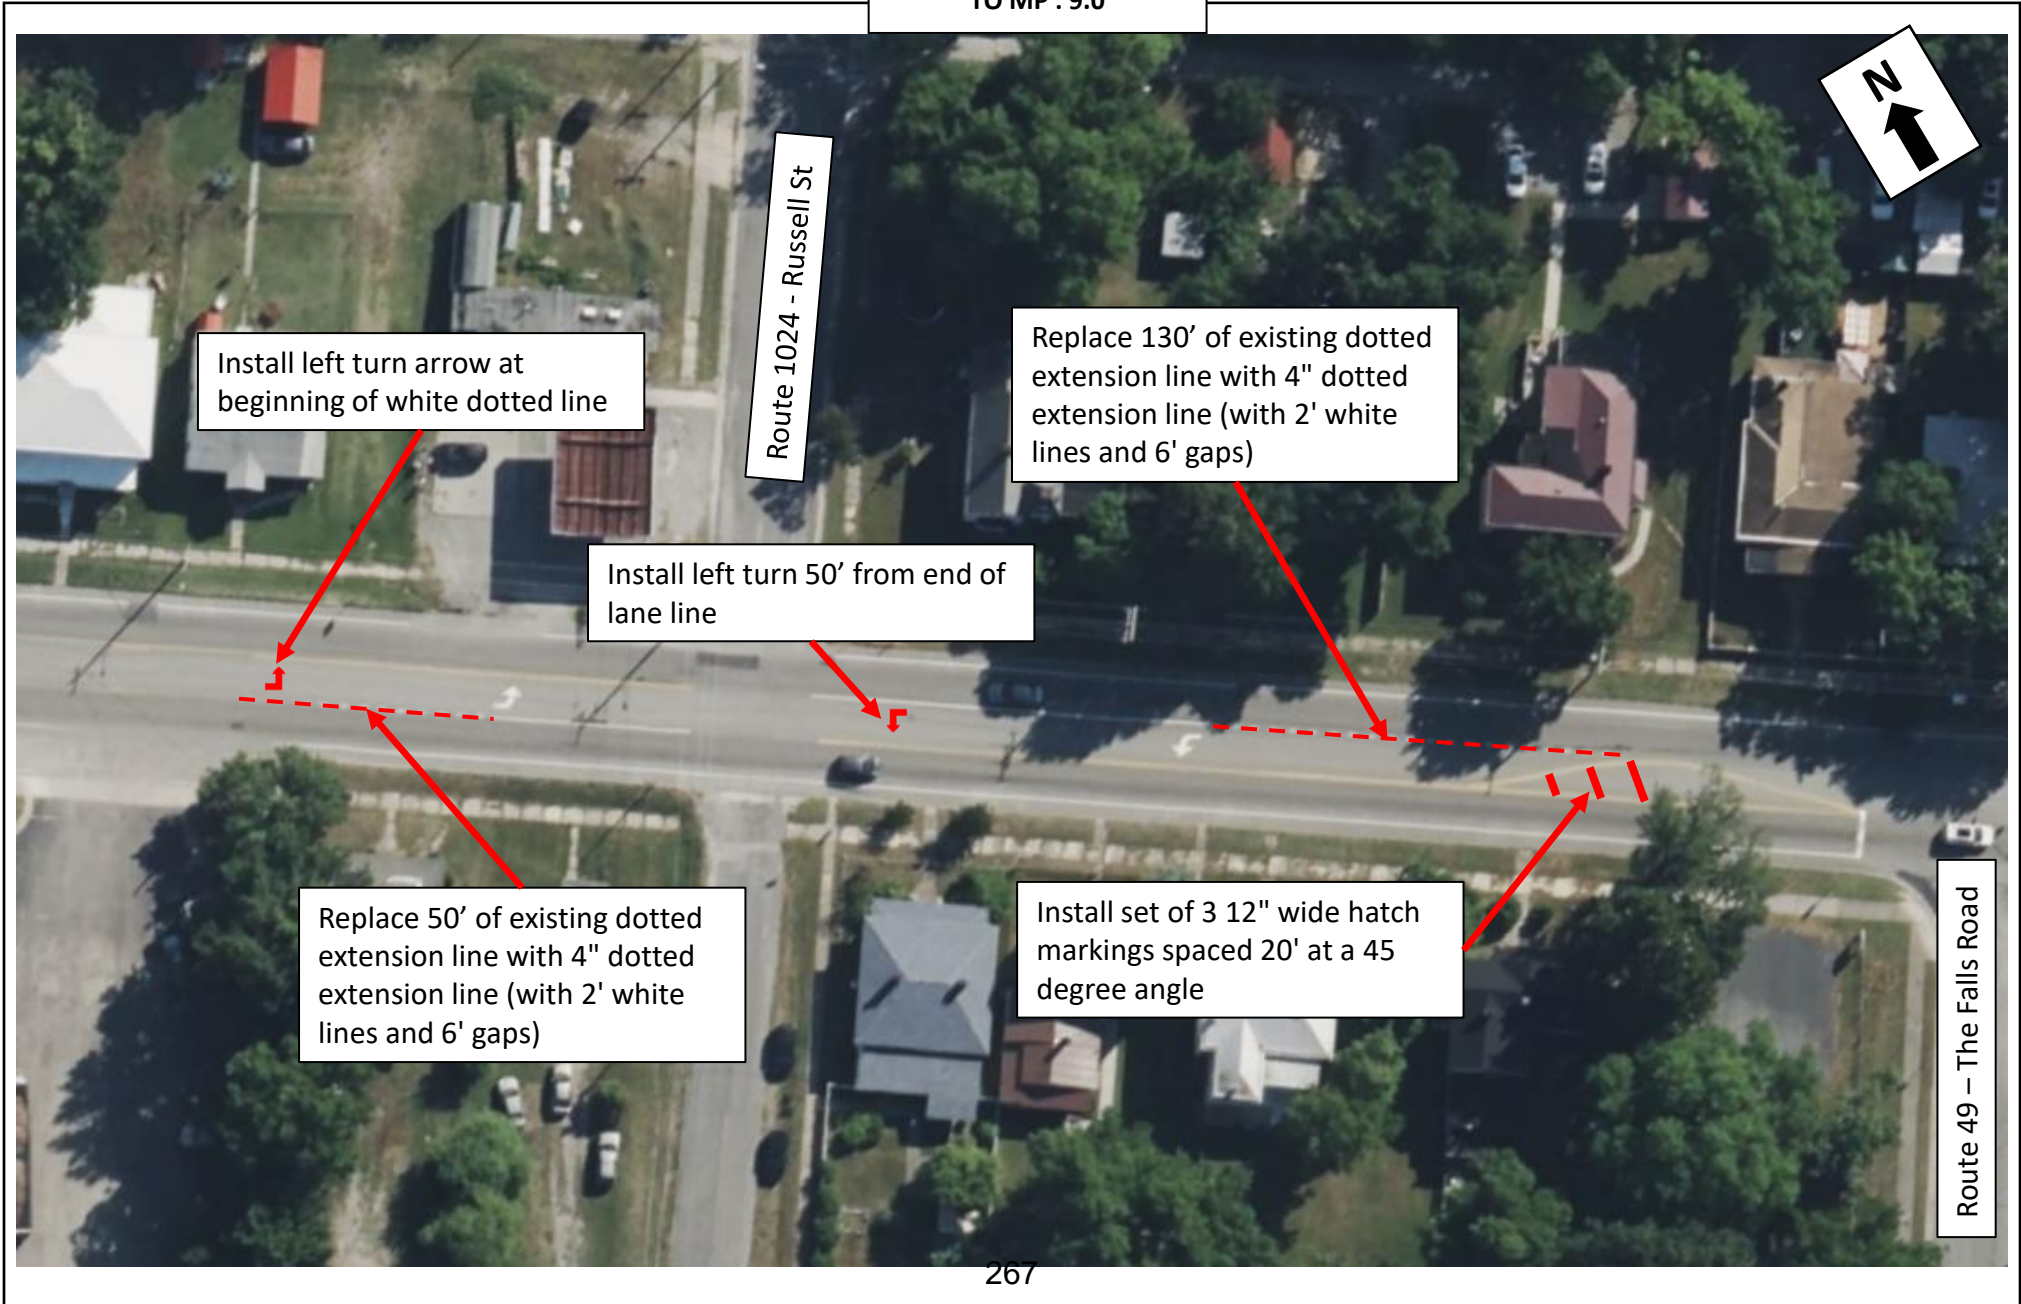 TO MP : 9.0
N
Route 1024 - Russell St
Install left turn arrow at
beginning of white dotted line
Replace 130’ of existing dotted
extension line with 4" dotted
extension line (with 2' white
lines and 6' gaps)
Install left turn 50’ from end of
lane line
Replace 50’ of existing dotted
extension line with 4" dotted
extension line (with 2' white
lines and 6' gaps)
Install set of 3 12" wide hatch
markings spaced 20' at a 45
degree angle
Route 49 – The Falls Road
267